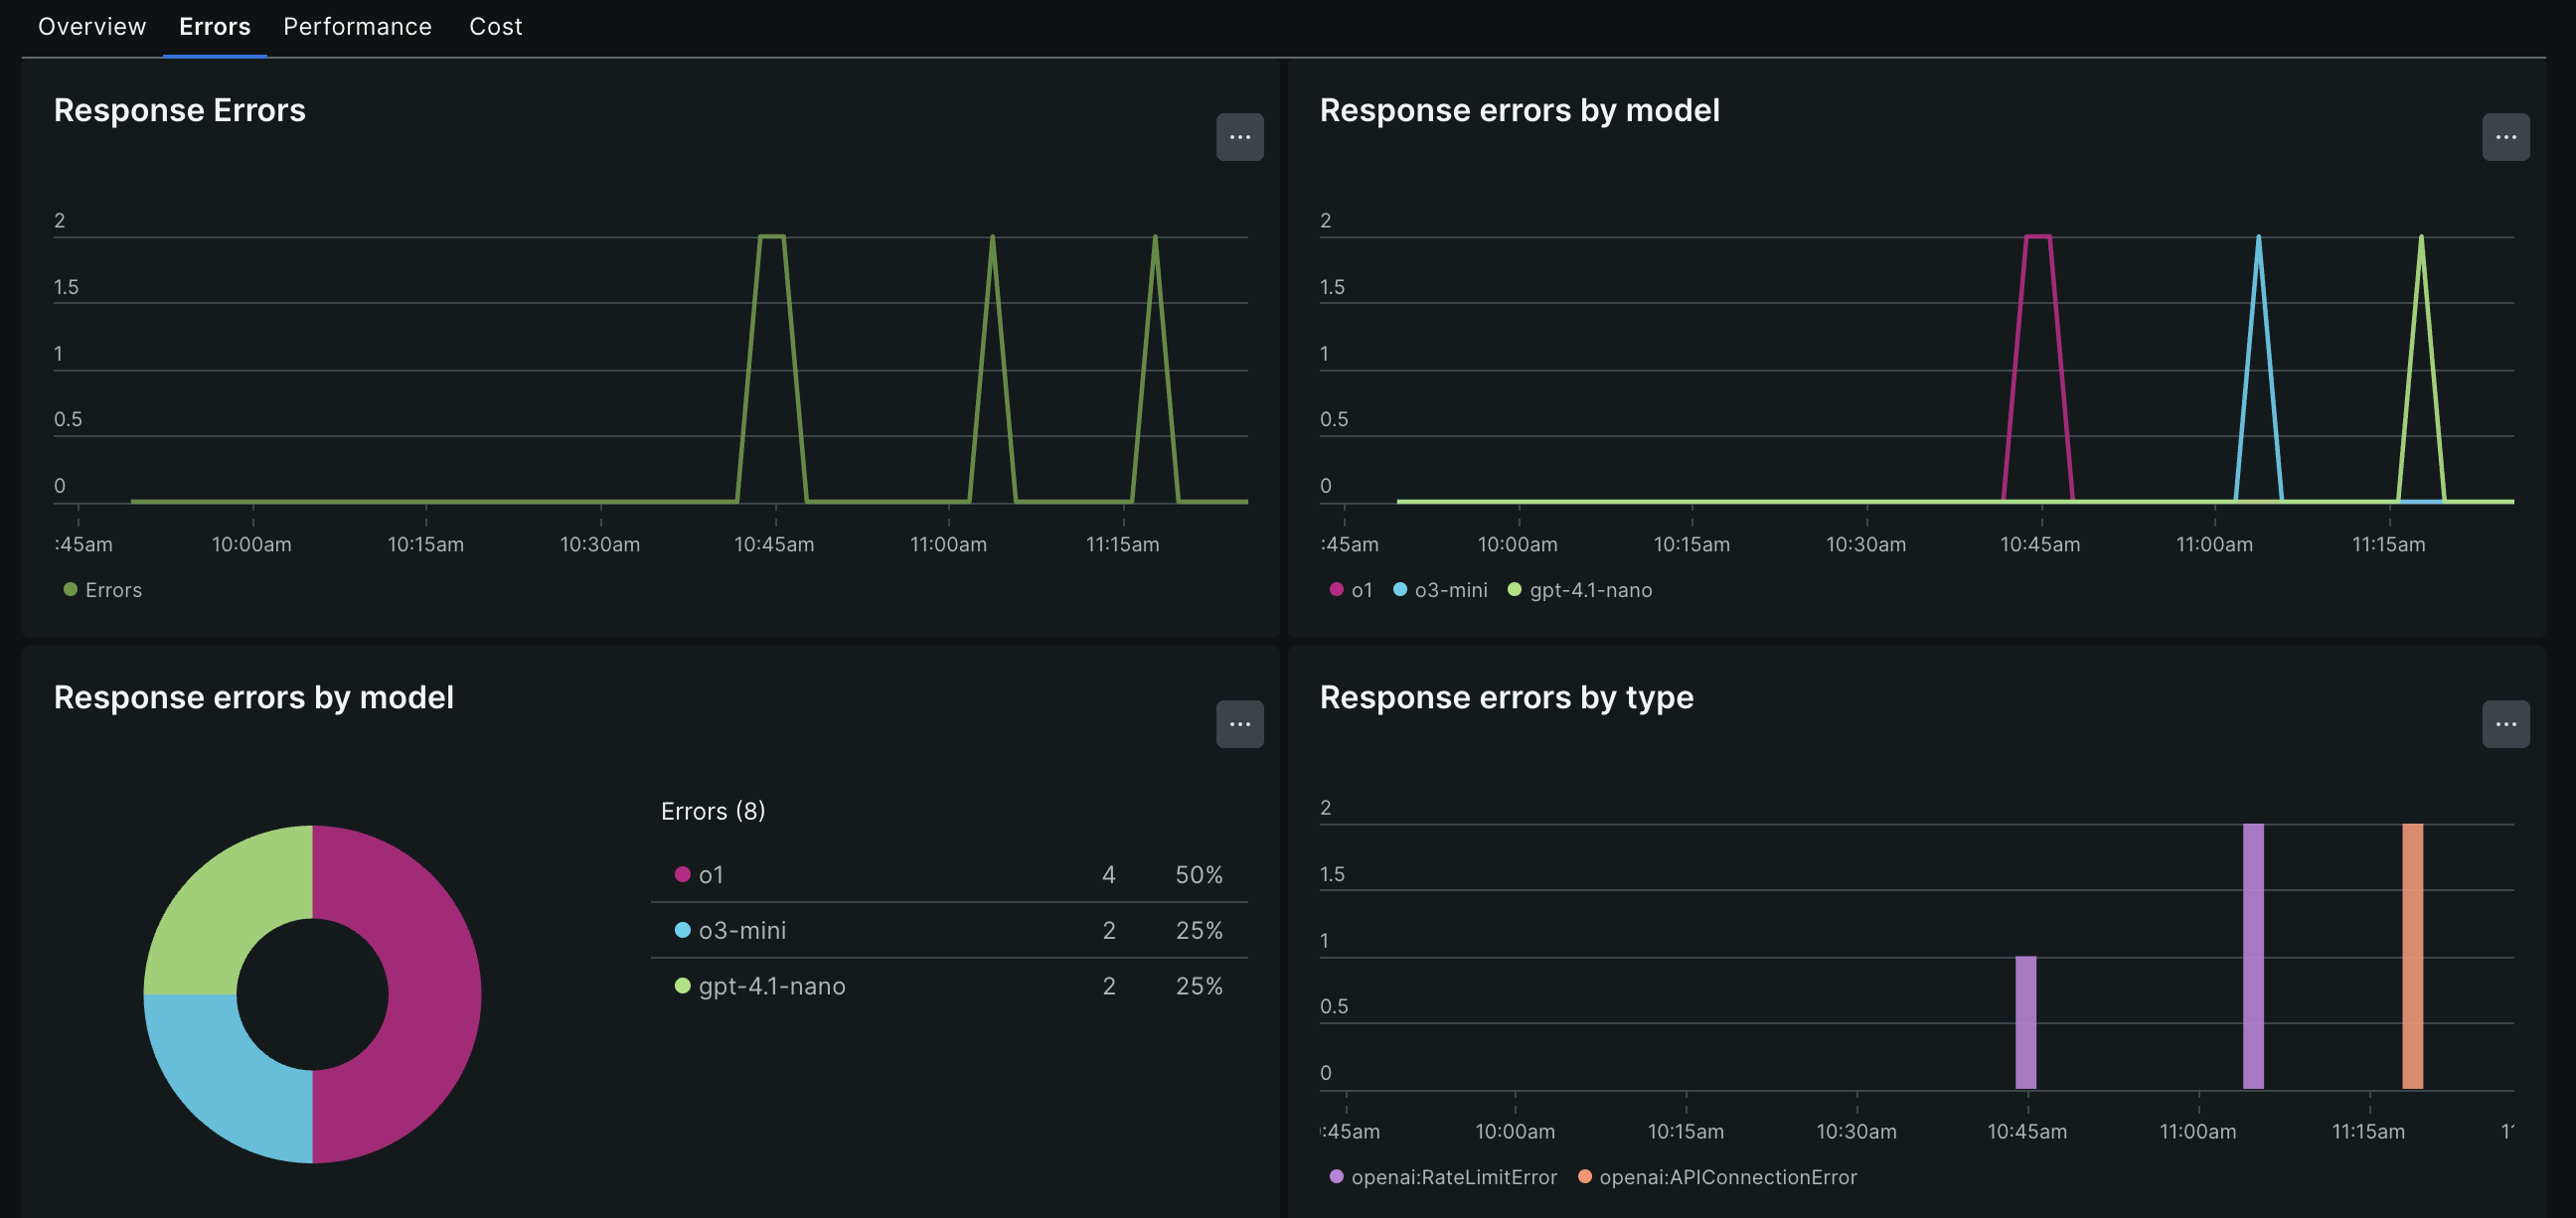 Overview Errors Performance Cost
Response Errors
...
2
1.5
1
0.5
0
:45am 10:00am 10:15am 10:30am 10:45am 11:00am 11:15am
Errors
Response errors by model
...
2
1.5
1
0.5
0
:45am 10:00am 10:15am 10:30am 10:45am 11:00am 11:15am
o1 o3-mini gpt-4.1-nano
Response errors by model
...
Errors (8)
o1 4 50%
o3-mini 2 25%
gpt-4.1-nano 2 25%
Response errors by type
...
2
1.5
1
0.5
0
:45am 10:00am 10:15am 10:30am 10:45am 11:00am 11:15am
openai:RateLimitError openai:APIConnectionError